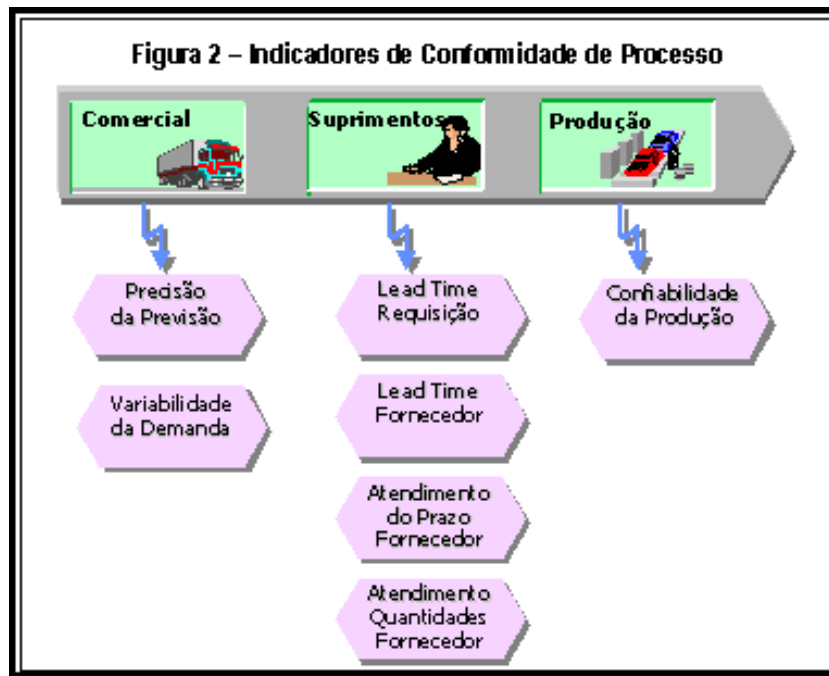 Figura 2 – Indicadores de Conformidade de Processo
Comercial
Suprimentos
Produção
Precisão
da Previsão
Variabilidade
da Demanda
Lead Time
Requisição
Lead Time
Fornecedor
Atendimento
do Prazo
Fornecedor
Atendimento
Quantidades
Fornecedor
Confiabilidade
da Produção